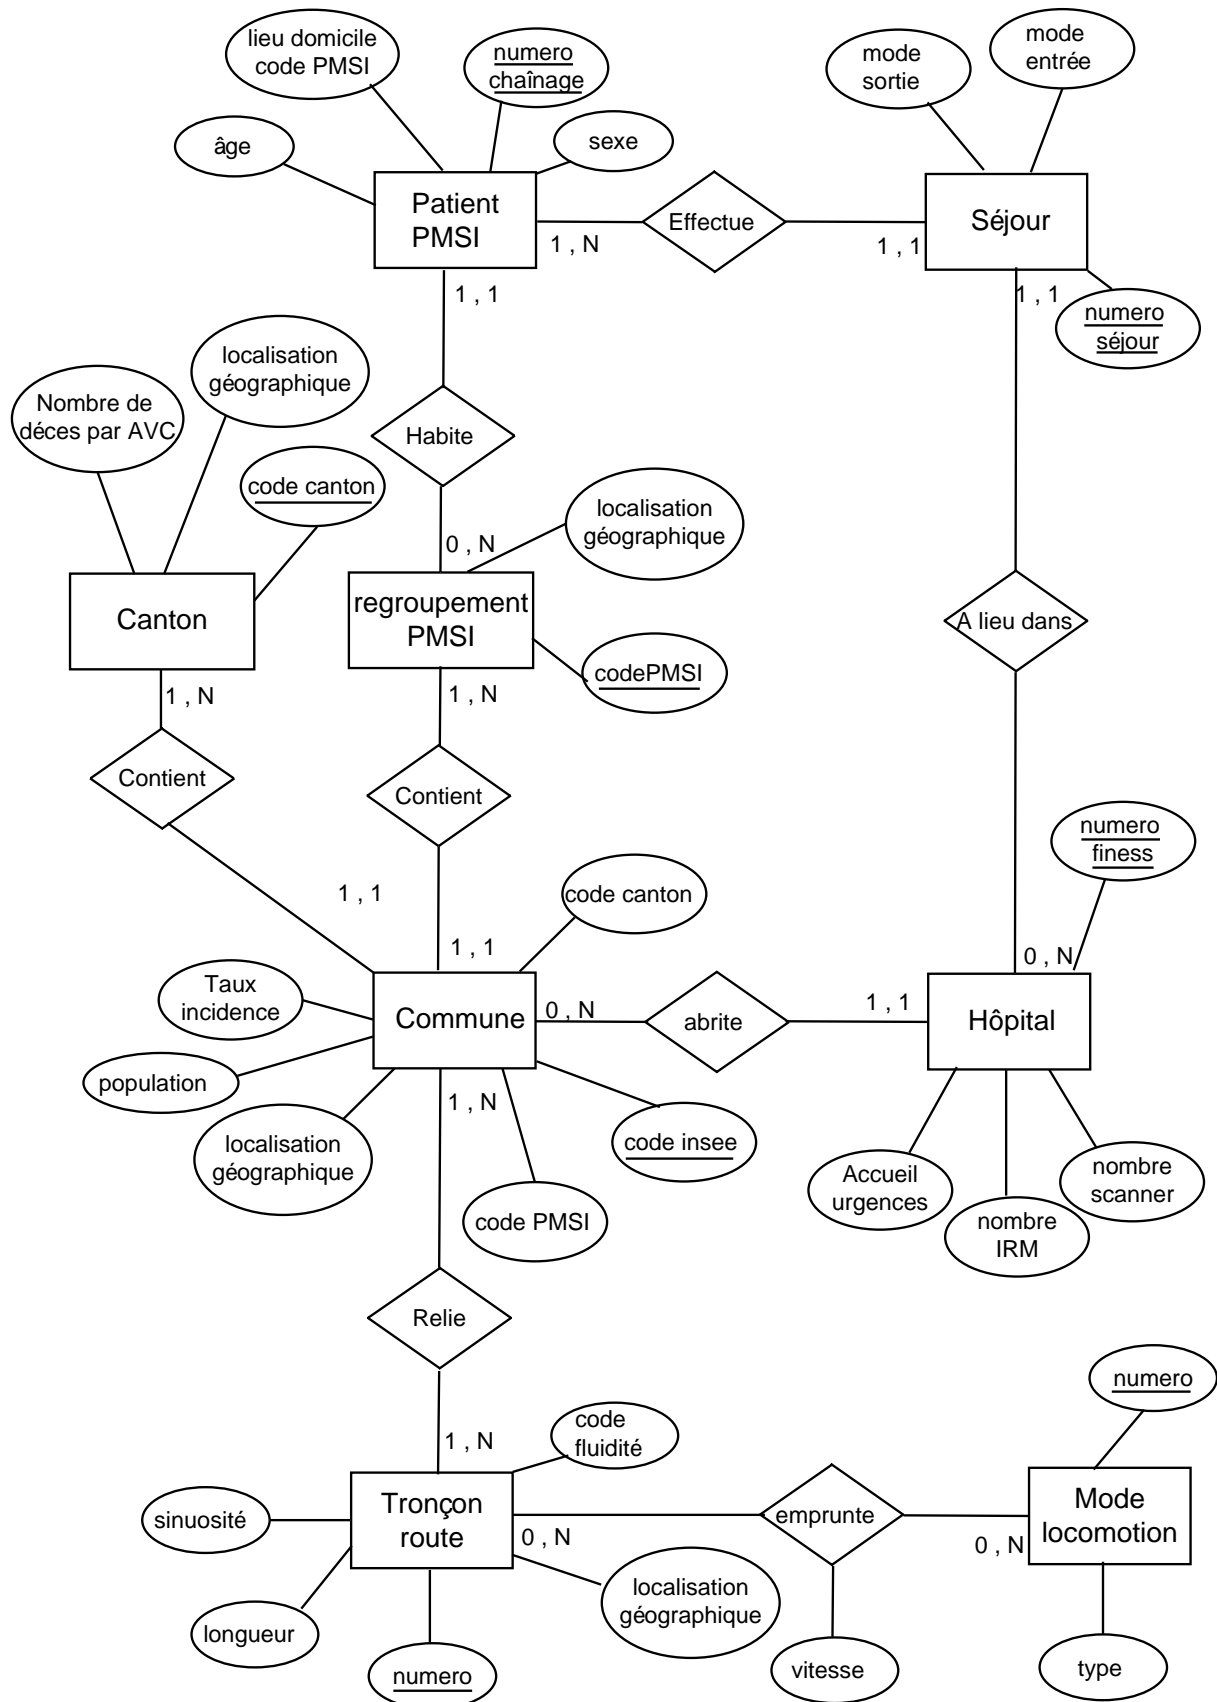 lieu domicile
code PMSI
numero
chaînage
mode
sortie
mode
entrée
âge
sexe
Patient
PMSI
Effectue
Séjour
1 , N
1 , 1
1 , 1
1 , 1
numero
séjour
localisation
géographique
Nombre de
déces par AVC
Habite
code canton
localisation
géographique
0 , N
Canton
regroupement
PMSI
A lieu dans
codePMSI
1 , N
1 , N
Contient
Contient
numero
finess
code canton
1 , 1
1 , 1
0 , N
Taux
incidence
Commune
0 , N
abrite
1 , 1
Hôpital
population
1 , N
localisation
géographique
code insee
code PMSI
Accueil
urgences
nombre
IRM
nombre
scanner
Relie
numero
code
fluidité
1 , N
sinuosité
Tronçon
route
0 , N
emprunte
0 , N
Mode
locomotion
localisation
géographique
longueur
numero
vitesse
type